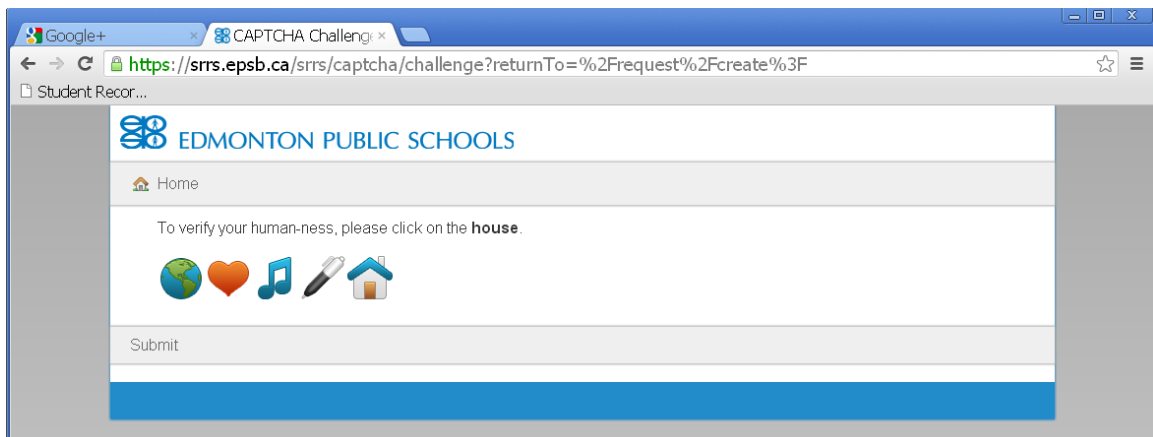 Google+
CAPTCHA Challenge
https://srrs.epsb.ca/srrs/captcha/challenge?returnTo=%2Frequest%2Fcreate%3F
Student Recor...
EDMONTON PUBLIC SCHOOLS
Home
To verify your human-ness, please click on the house.
Submit